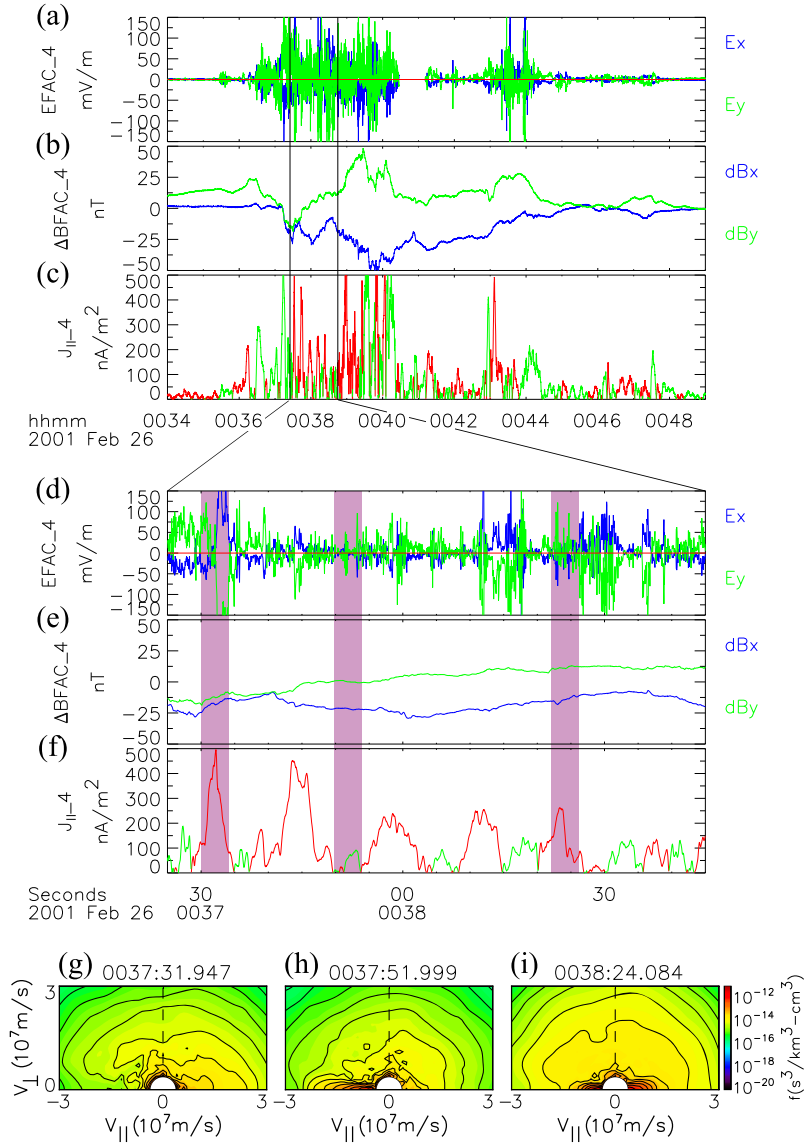 (a)
150
100
50
0
−50
−100
−150
EFAC_4
mV/m
Ex
Ey
(b)
50
25
0
−25
−50
ΔBFAC_4
nT
dBx
dBy
(c)
500
400
300
200
100
0
J||_4
nA/m²
hhmm
0034 0036 0038 0040 0042 0044 0046 0048
2001 Feb 26
(d)
150
100
50
0
−50
−100
−150
EFAC_4
mV/m
Ex
Ey
(e)
50
25
0
−25
−50
ΔBFAC_4
nT
dBx
dBy
(f)
500
400
300
200
100
0
J||_4
nA/m²
Seconds 30 00 30
2001 Feb 26 0037 0038
(g) 0037:31.947
(h) 0037:51.999
(i) 0038:24.084
3
0
V⊥ (10⁷m/s)
−3 0 3
V||(10⁷m/s)
−3 0 3
V||(10⁷m/s)
−3 0 3
V||(10⁷m/s)
10⁻¹²
10⁻¹⁴
10⁻¹⁶
10⁻¹⁸
10⁻²⁰
f(s³/km³−cm³)